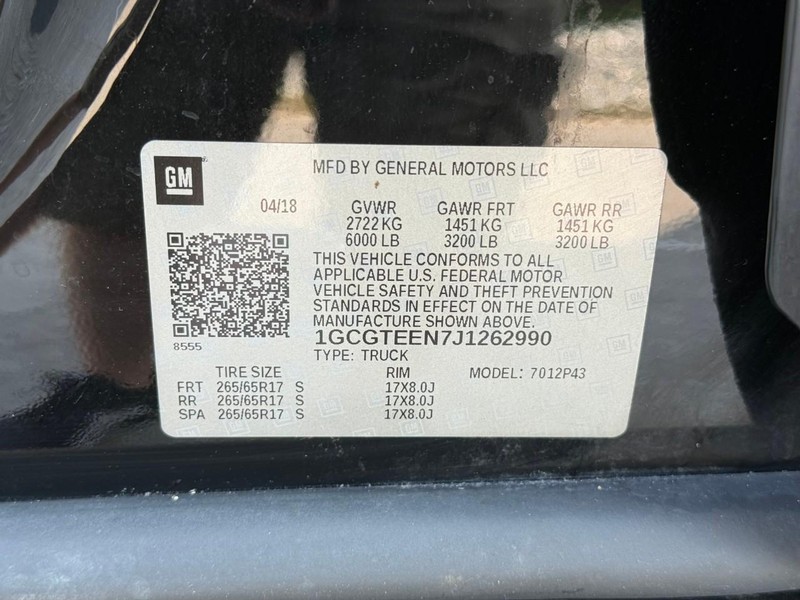 GM
MFD BY GENERAL MOTORS LLC
04/18
GVWR GAWR FRT GAWR RR
2722 KG 1451 KG 1451 KG
6000 LB 3200 LB 3200 LB
THIS VEHICLE CONFORMS TO ALL
APPLICABLE U.S. FEDERAL MOTOR
VEHICLE SAFETY AND THEFT PREVENTION
STANDARDS IN EFFECT ON THE DATE OF
MANUFACTURE SHOWN ABOVE.
8555
1GCGTEEN7J1262990
TYPE: TRUCK
TIRE SIZE RIM MODEL: 7012P43
FRT 265/65R17 S 17X8.0J
RR 265/65R17 S 17X8.0J
SPA 265/65R17 S 17X8.0J